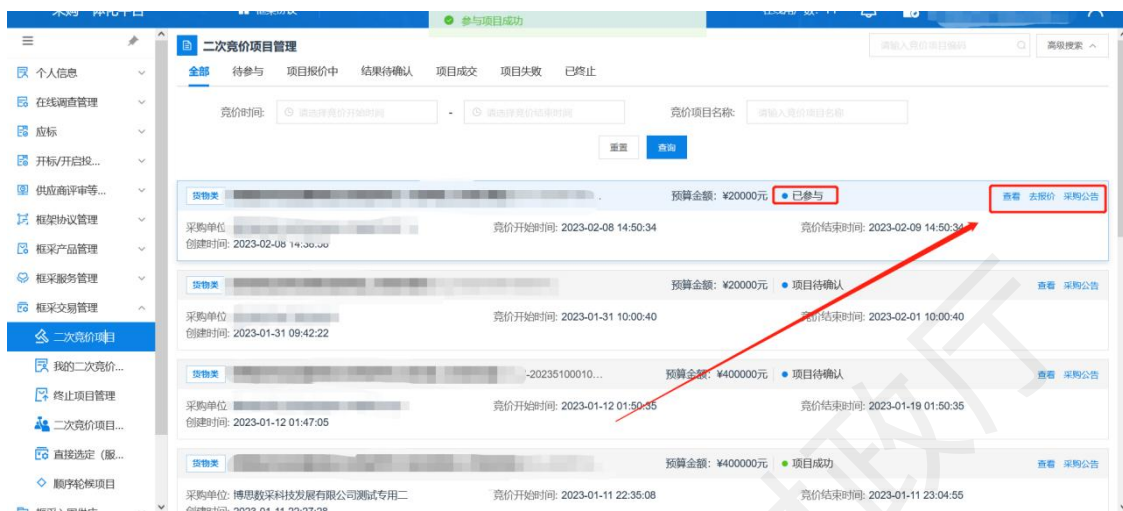 采购一体化平台
参与项目成功
二次竞价项目管理
请输入竞价项目编码
高级搜索
全部 待参与 项目报价中 结果待确认 项目成交 项目失败 已终止
竞价时间: 请选择竞价开始时间 - 请选择竞价结束时间 竞价项目名称: 请输入竞价项目名称
重置 查询
个人信息
在线调查管理
应标
开标/开启投...
供应商评审等...
框架协议管理
框采产品管理
框采服务管理
框采交易管理
二次竞价项目
我的二次竞价...
终止项目管理
二次竞价项目...
直接选定（服...
顺序轮候项目
货物类 预算金额: ¥20000元 已参与 查看 去报价 采购公告
采购单位 竞价开始时间: 2023-02-08 14:50:34 竞价结束时间: 2023-02-09 14:50:34
创建时间: 2023-02-08 14:38:56
货物类 预算金额: ¥20000元 项目待确认 查看 采购公告
采购单位 竞价开始时间: 2023-01-31 10:00:40 竞价结束时间: 2023-02-01 10:00:40
创建时间: 2023-01-31 09:42:22
货物类 -20235100010... 预算金额: ¥400000元 项目待确认 查看 采购公告
采购单位 竞价开始时间: 2023-01-12 01:50:35 竞价结束时间: 2023-01-19 01:50:35
创建时间: 2023-01-12 01:47:05
货物类 预算金额: ¥400000元 项目成功 查看 采购公告
采购单位: 博思数采科技发展有限公司测试专用二 竞价开始时间: 2023-01-11 22:35:08 竞价结束时间: 2023-01-11 23:04:55
政厅